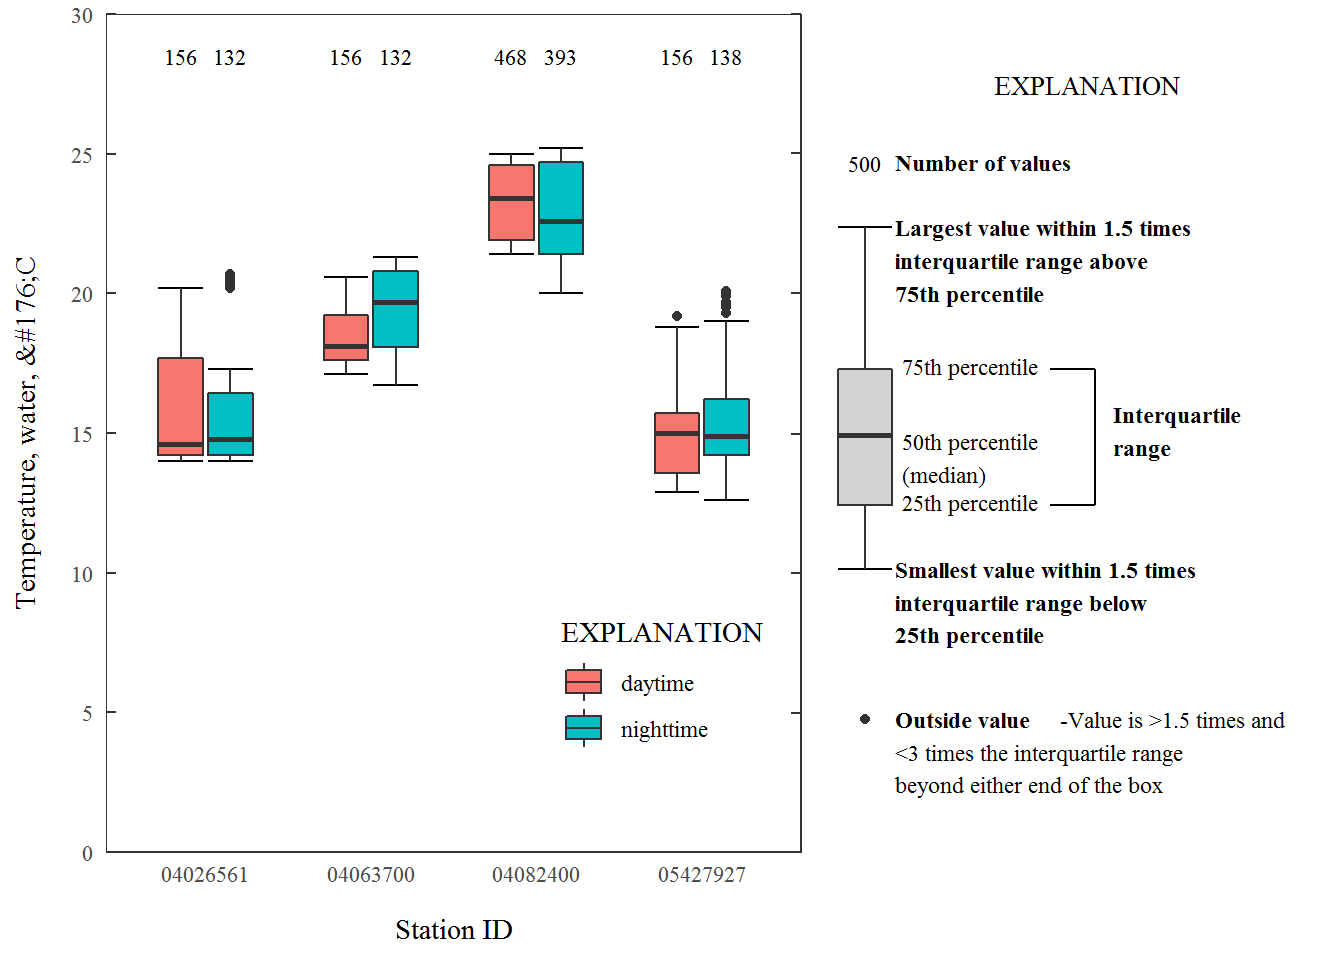 30
156 132 156 132 468 393 156 138
25
20
15
10
5
0
Temperature, water, &#176;C
EXPLANATION
daytime
nighttime
04026561 04063700 04082400 05427927
Station ID
EXPLANATION
500 Number of values
Largest value within 1.5 times
interquartile range above
75th percentile
75th percentile
50th percentile
(median)
25th percentile
Interquartile
range
Smallest value within 1.5 times
interquartile range below
25th percentile
Outside value -Value is >1.5 times and
<3 times the interquartile range
beyond either end of the box